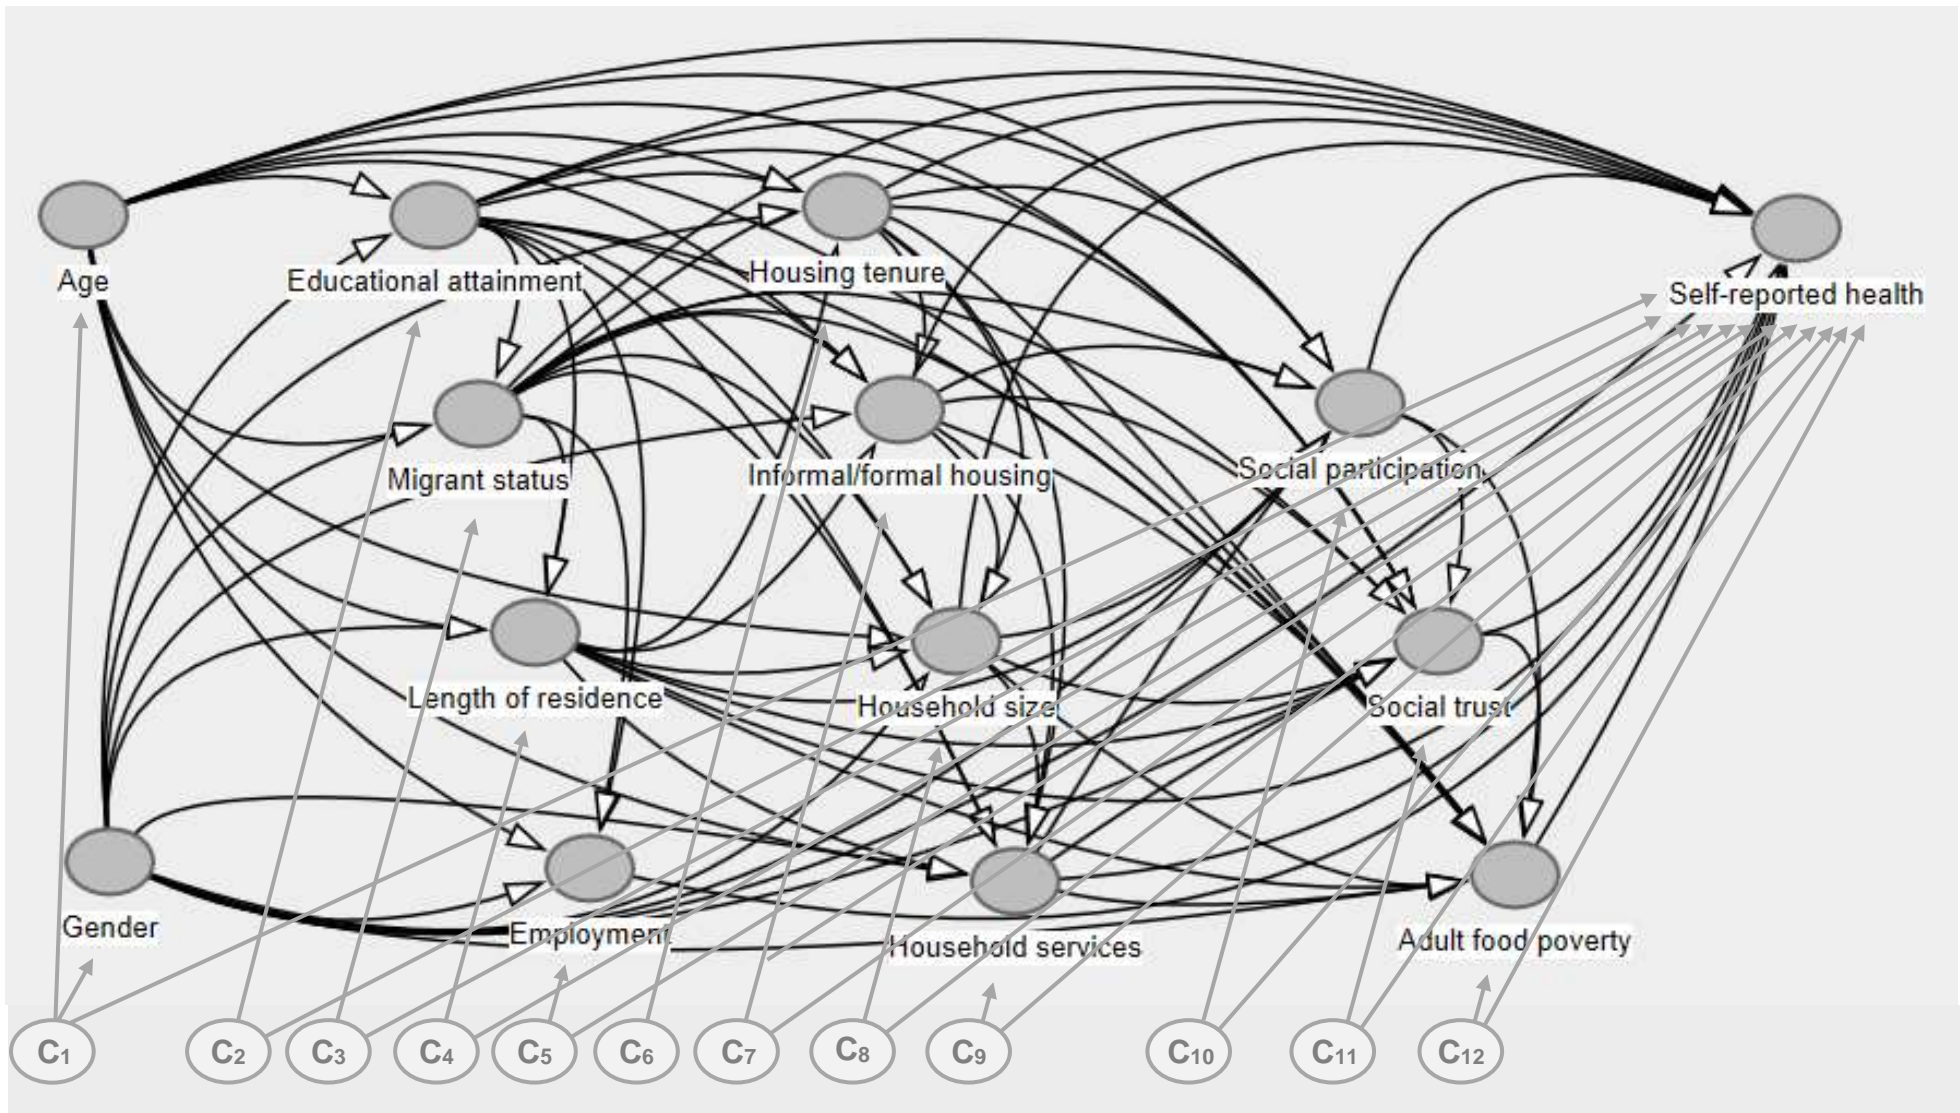 Age
Educational attainment
Housing tenure
Self-reported health
Migrant status
Informal/formal housing
Social participation
Length of residence
Household size
Social trust
Gender
Employment
Household services
Adult food poverty
C1
C2
C3
C4
C5
C6
C7
C8
C9
C10
C11
C12